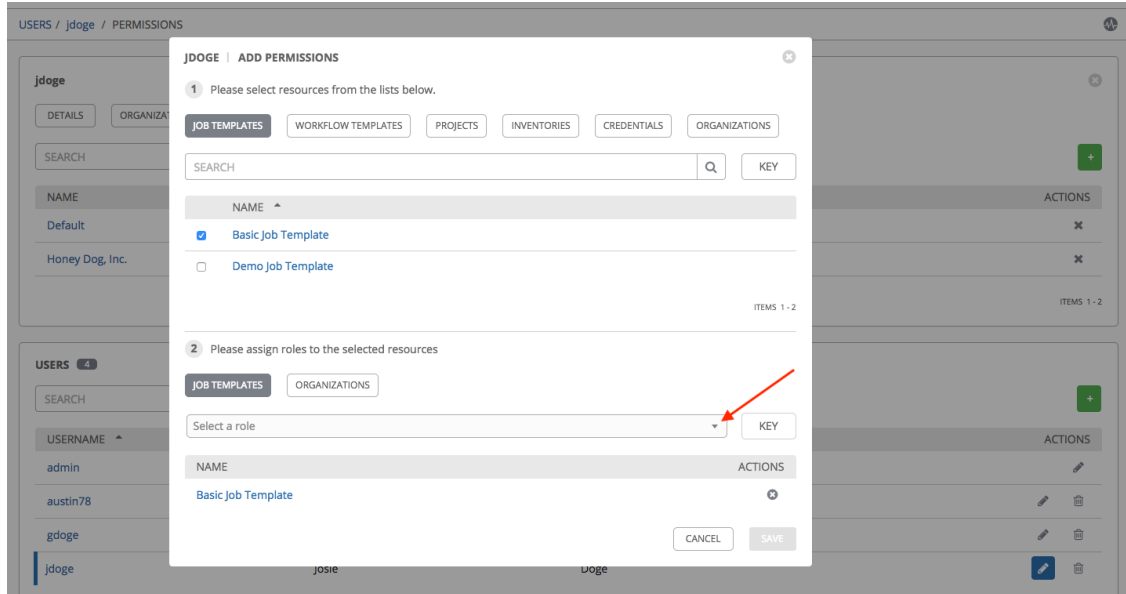 USERS / jdoge / PERMISSIONS
jdoge
DETAILS
SEARCH
NAME ACTIONS
Default
Honey Dog, Inc.
ITEMS 1 - 2
JDOGE | ADD PERMISSIONS
1 Please select resources from the lists below.
JOB TEMPLATES WORKFLOW TEMPLATES PROJECTS INVENTORIES CREDENTIALS ORGANIZATIONS
SEARCH KEY
NAME
Basic Job Template
Demo Job Template
ITEMS 1 - 2
2 Please assign roles to the selected resources
JOB TEMPLATES ORGANIZATIONS
Select a role KEY
NAME ACTIONS
Basic Job Template
CANCEL SAVE
USERS 4
SEARCH
USERNAME ACTIONS
admin
austin78
gdoge
jdoge Josie Doge